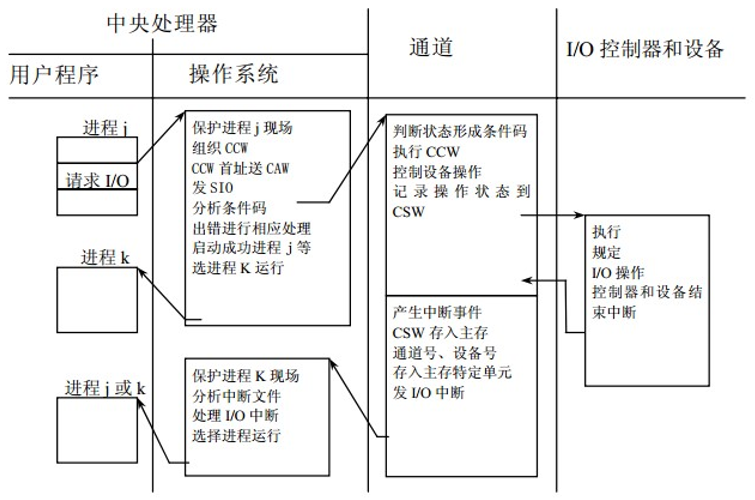 中央处理器
通道
I/O 控制器和设备
用户程序
操作系统
进程 j
请求 I/O
进程 k
进程 j 或 k
保护进程 j 现场
组织 CCW
CCW 首址送 CAW
发 SIO
分析条件码
出错进行相应处理
启动成功进程 j 等
选进程 K 运行
保护进程 K 现场
分析中断文件
处理 I/O 中断
选择进程运行
判断状态形成条件码
执行 CCW
控制设备操作
记录操作状态到
CSW
产生中断事件
CSW 存入主存
通道号、设备号
存入主存特定单元
发 I/O 中断
执行
规定
I/O 操作
控制器和设备结
束中断